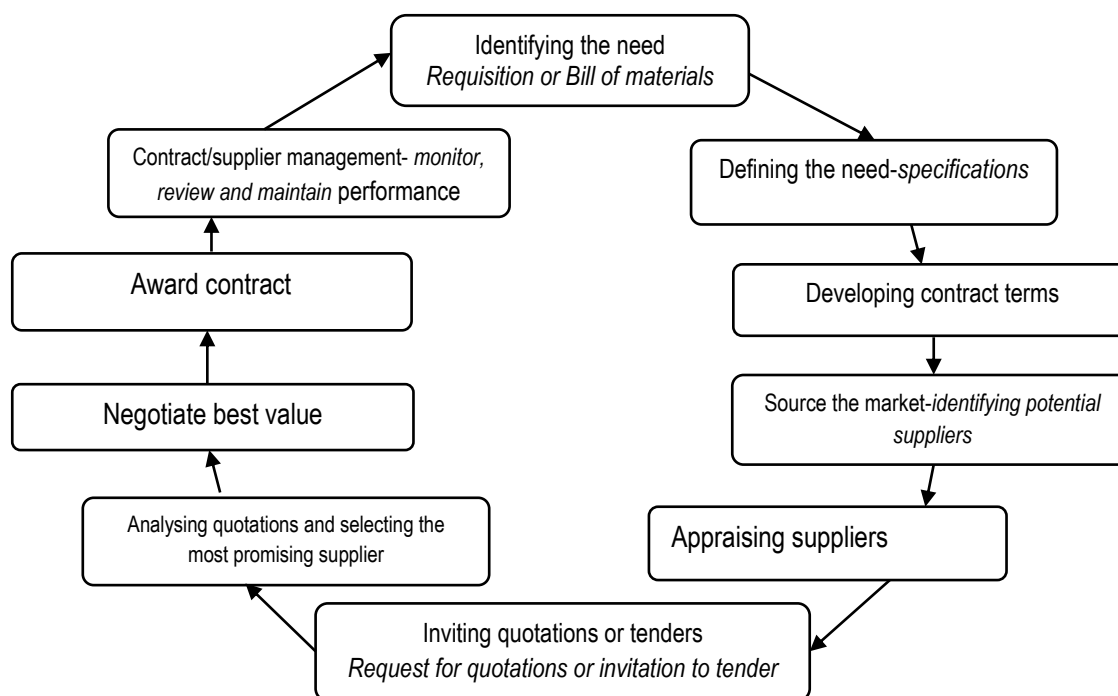 Identifying the need
Requisition or Bill of materials
Defining the need-specifications
Developing contract terms
Source the market-identifying potential
suppliers
Appraising suppliers
Inviting quotations or tenders
Request for quotations or invitation to tender
Analysing quotations and selecting the
most promising supplier
Negotiate best value
Award contract
Contract/supplier management- monitor,
review and maintain performance